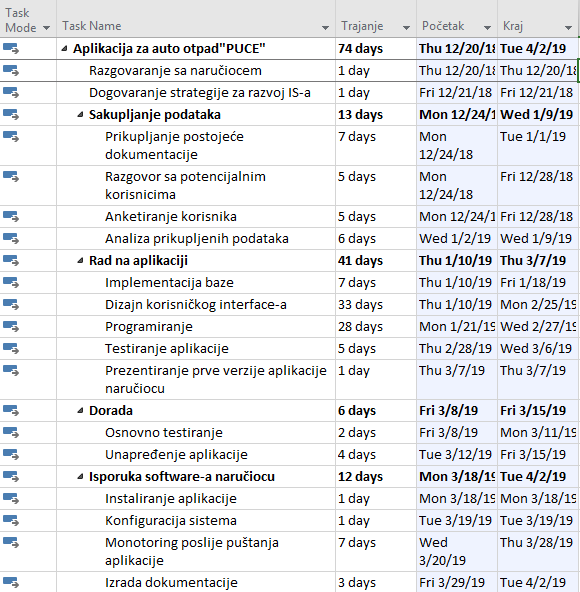 Task Mode Task Name Trajanje Početak Kraj
Aplikacija za auto otpad"PUCE" 74 days Thu 12/20/18 Tue 4/2/19
Razgovaranje sa naručiocem 1 day Thu 12/20/18 Thu 12/20/18
Dogovaranje strategije za razvoj IS-a 1 day Fri 12/21/18 Fri 12/21/18
Sakupljanje podataka 13 days Mon 12/24/1 Wed 1/9/19
Prikupljanje postojeće dokumentacije 7 days Mon 12/24/18 Tue 1/1/19
Razgovor sa potencijalnim korisnicima 5 days Mon 12/24/18 Fri 12/28/18
Anketiranje korisnika 5 days Mon 12/24/1 Fri 12/28/18
Analiza prikupljenih podataka 6 days Wed 1/2/19 Wed 1/9/19
Rad na aplikaciji 41 days Thu 1/10/19 Thu 3/7/19
Implementacija baze 7 days Thu 1/10/19 Fri 1/18/19
Dizajn korisničkog interface-a 33 days Thu 1/10/19 Mon 2/25/19
Programiranje 28 days Mon 1/21/19 Wed 2/27/19
Testiranje aplikacije 5 days Thu 2/28/19 Wed 3/6/19
Prezentiranje prve verzije aplikacije naručiocu 1 day Thu 3/7/19 Thu 3/7/19
Dorada 6 days Fri 3/8/19 Fri 3/15/19
Osnovno testiranje 2 days Fri 3/8/19 Mon 3/11/19
Unapređenje aplikacije 4 days Tue 3/12/19 Fri 3/15/19
Isporuka software-a naručiocu 12 days Mon 3/18/19 Tue 4/2/19
Instaliranje aplikacije 1 day Mon 3/18/19 Mon 3/18/19
Konfiguracija sistema 1 day Tue 3/19/19 Tue 3/19/19
Monotoring poslije puštanja aplikacije 7 days Wed 3/20/19 Thu 3/28/19
Izrada dokumentacije 3 days Fri 3/29/19 Tue 4/2/19